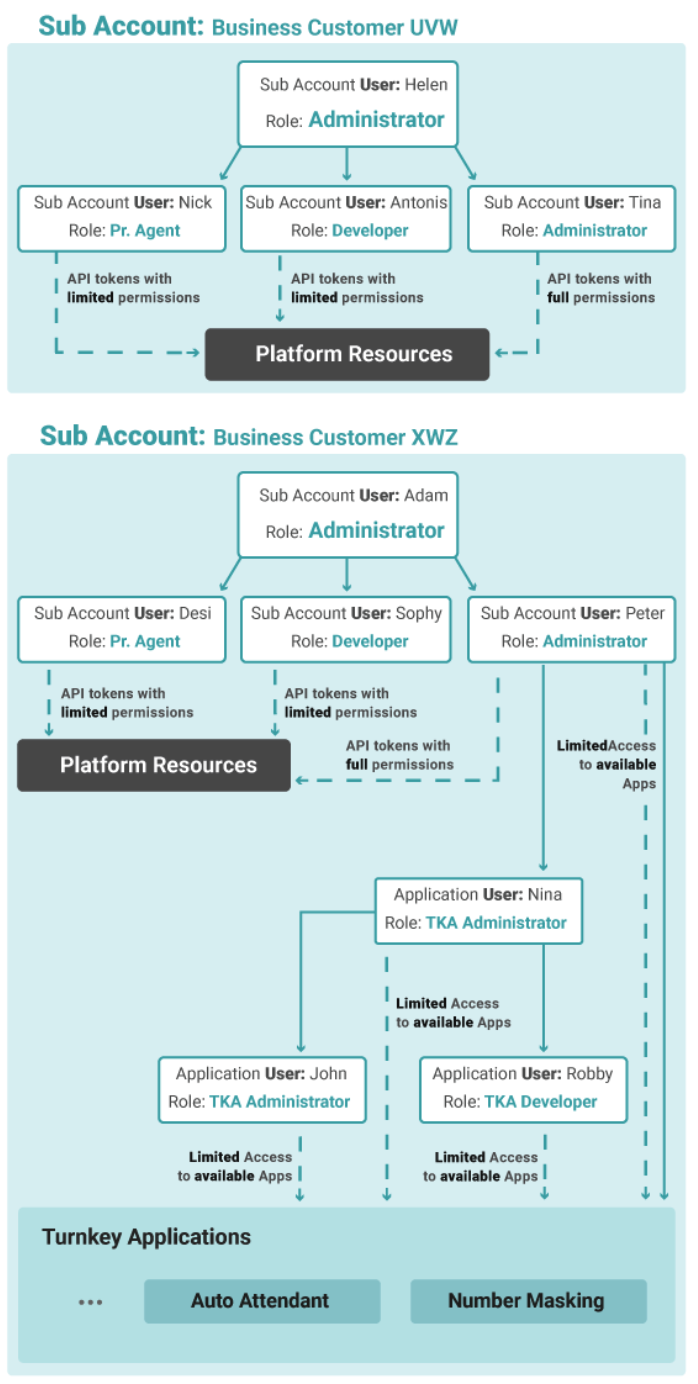 Sub Account: Business Customer UVW
Sub Account User: Helen
Role: Administrator
Sub Account User: Nick
Role: Pr. Agent
Sub Account User: Antonis
Role: Developer
Sub Account User: Tina
Role: Administrator
API tokens with
limited permissions
API tokens with
limited permissions
API tokens with
full permissions
Platform Resources
Sub Account: Business Customer XWZ
Sub Account User: Adam
Role: Administrator
Sub Account User: Desi
Role: Pr. Agent
Sub Account User: Sophy
Role: Developer
Sub Account User: Peter
Role: Administrator
API tokens with
limited permissions
API tokens with
limited permissions
API tokens with
full permissions
LimitedAccess
to available
Apps
Platform Resources
Application User: Nina
Role: TKA Administrator
Limited Access
to available Apps
Application User: John
Role: TKA Administrator
Application User: Robby
Role: TKA Developer
Limited Access
to available Apps
Limited Access
to available Apps
Turnkey Applications
...
Auto Attendant
Number Masking